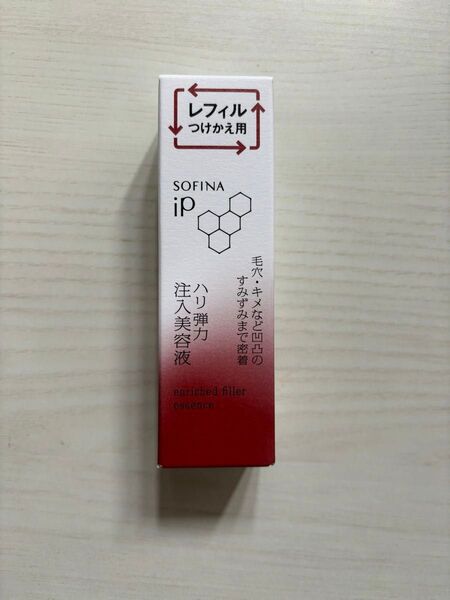 レフィル
つけかえ用
SOFINA
iP
毛穴・キメなど凹凸の
すみずみまで密着
ハリ弾力
注入美容液
enriched filler
essence